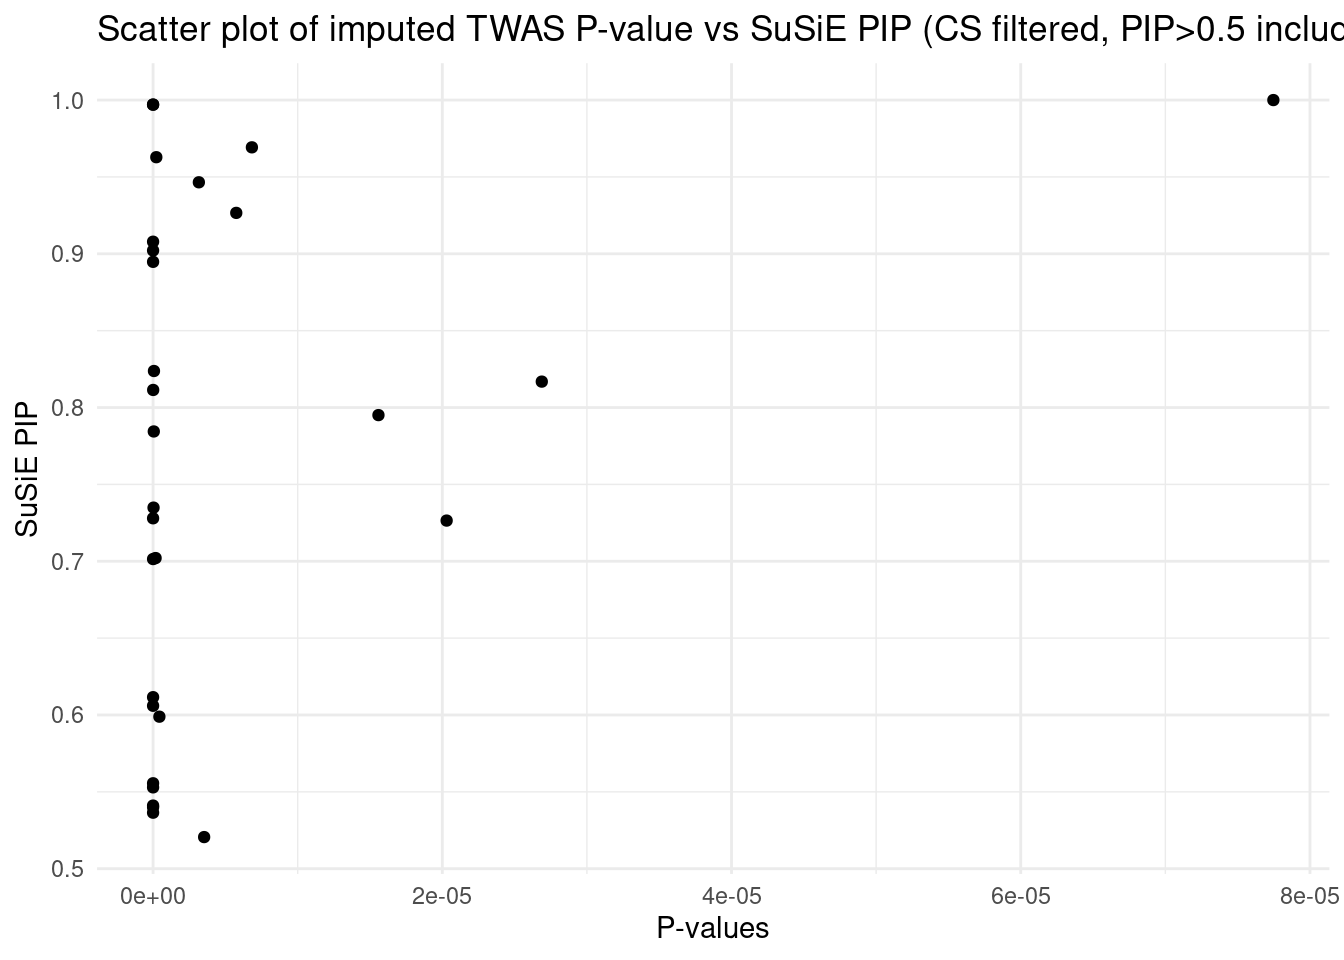 Scatter plot of imputed TWAS P-value vs SuSiE PIP (CS filtered, PIP>0.5 includ
1.0
0.9
0.8
0.7
0.6
0.5
SuSiE PIP
0e+00 2e-05 4e-05 6e-05 8e-05
P-values